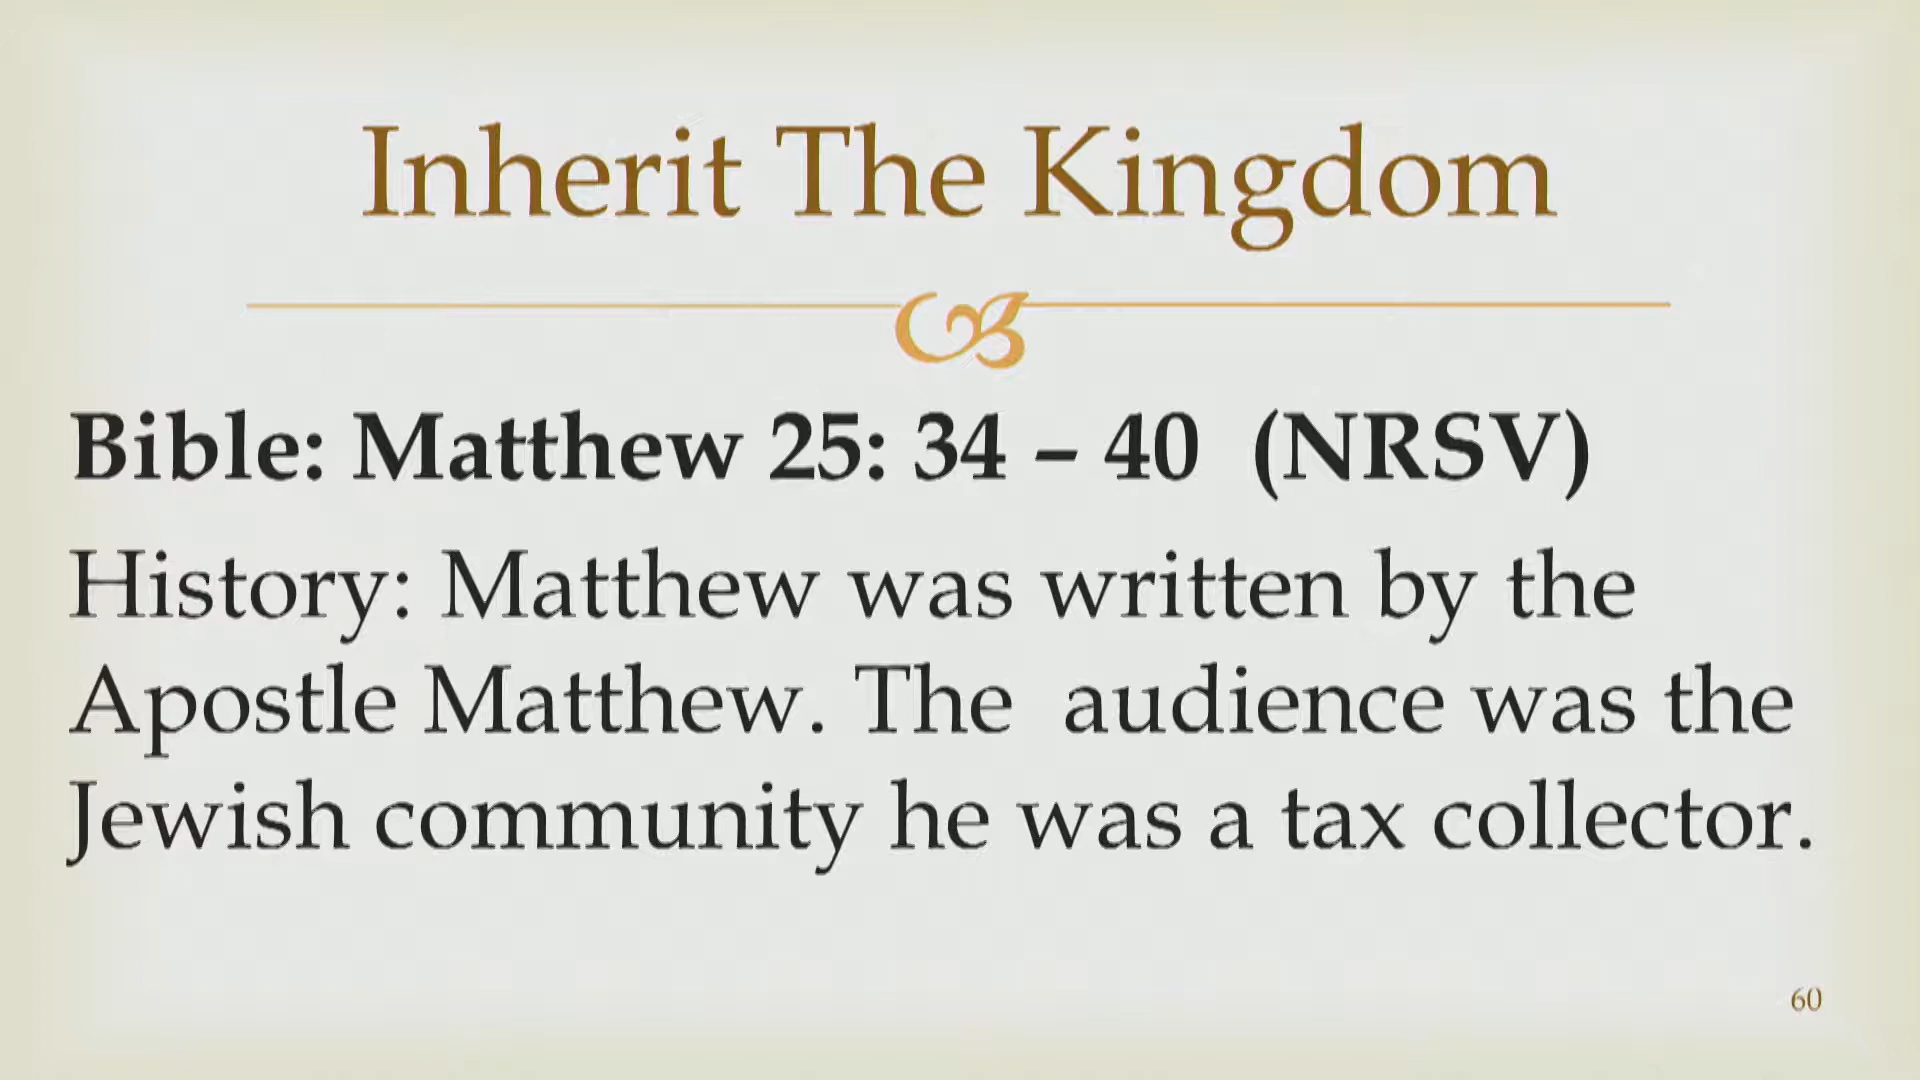 Inherit The Kingdom
Bible: Matthew 25: 34 – 40  (NRSV)
History: Matthew was written by the
Apostle Matthew. The  audience was the
Jewish community he was a tax collector.
60